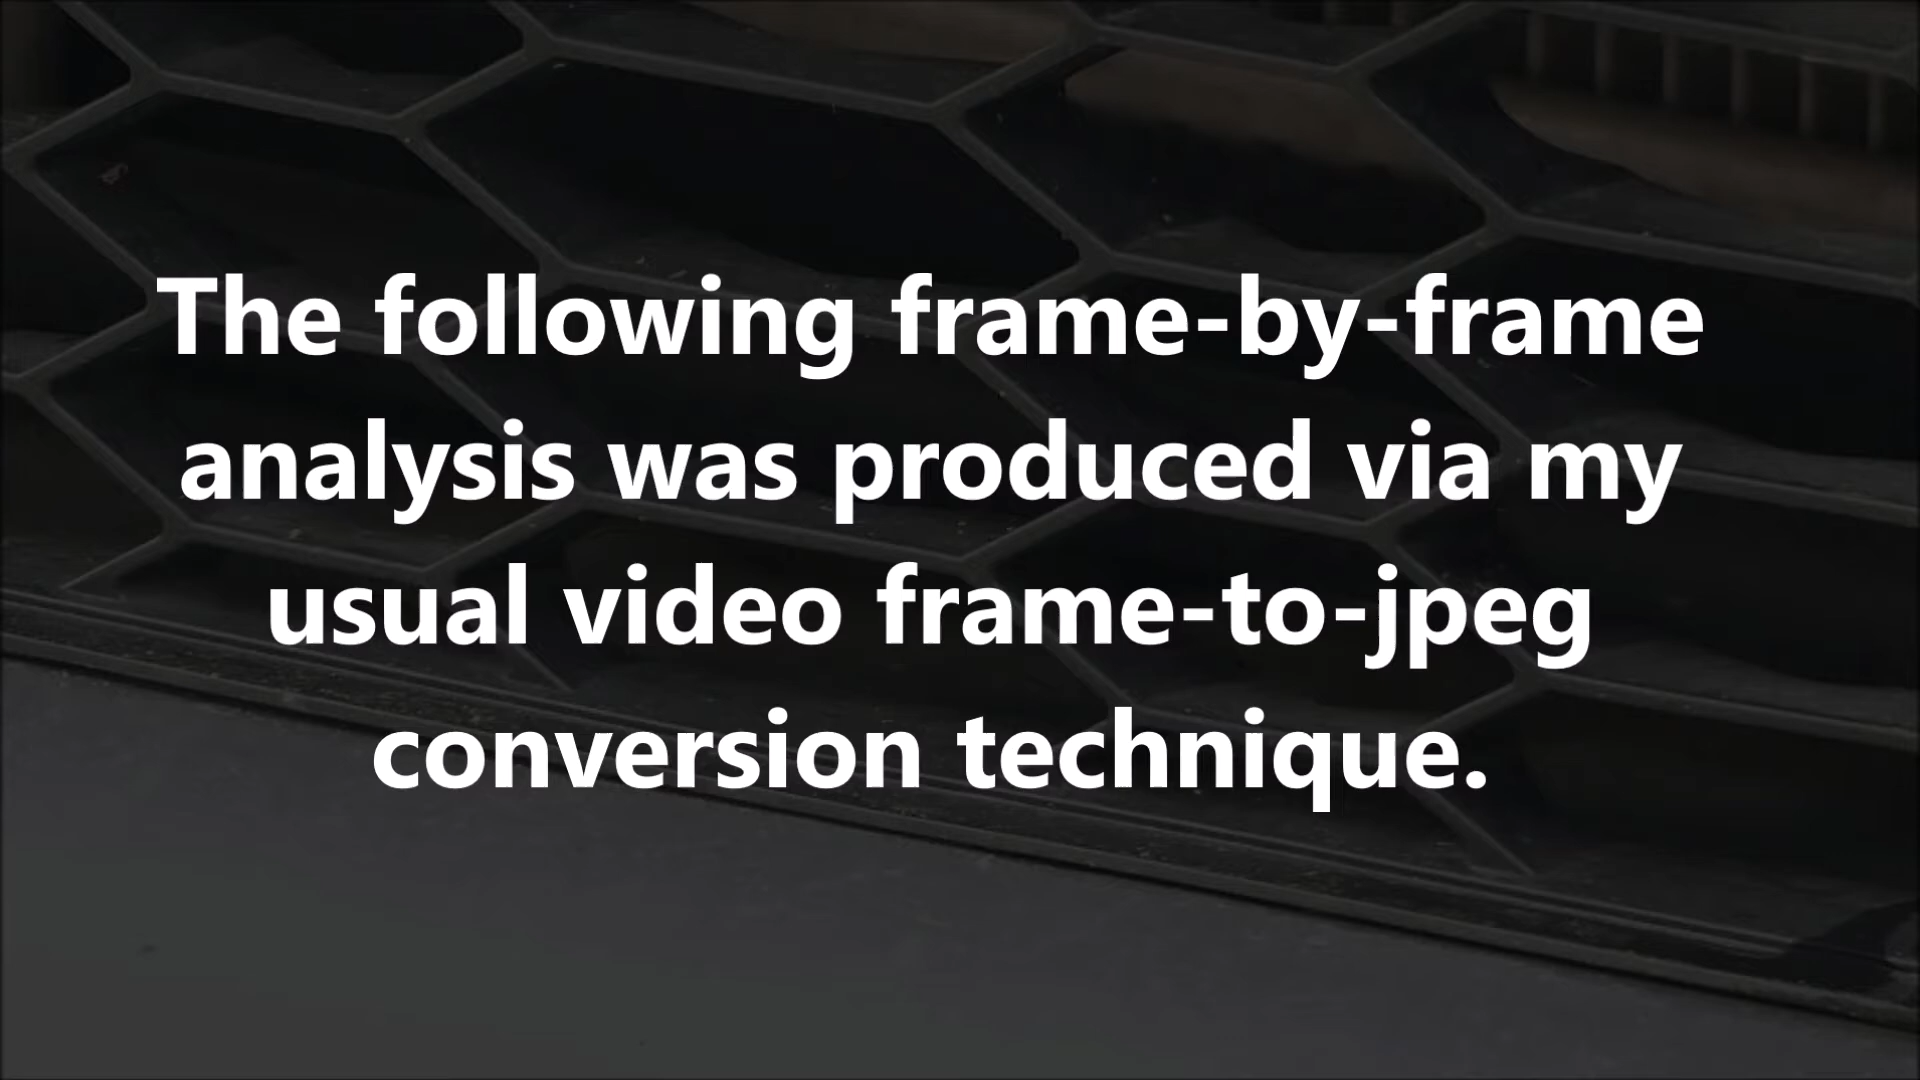 The following frame-by-frame
analysis was produced via my
usual video frame-to-jpeg
conversion technique.